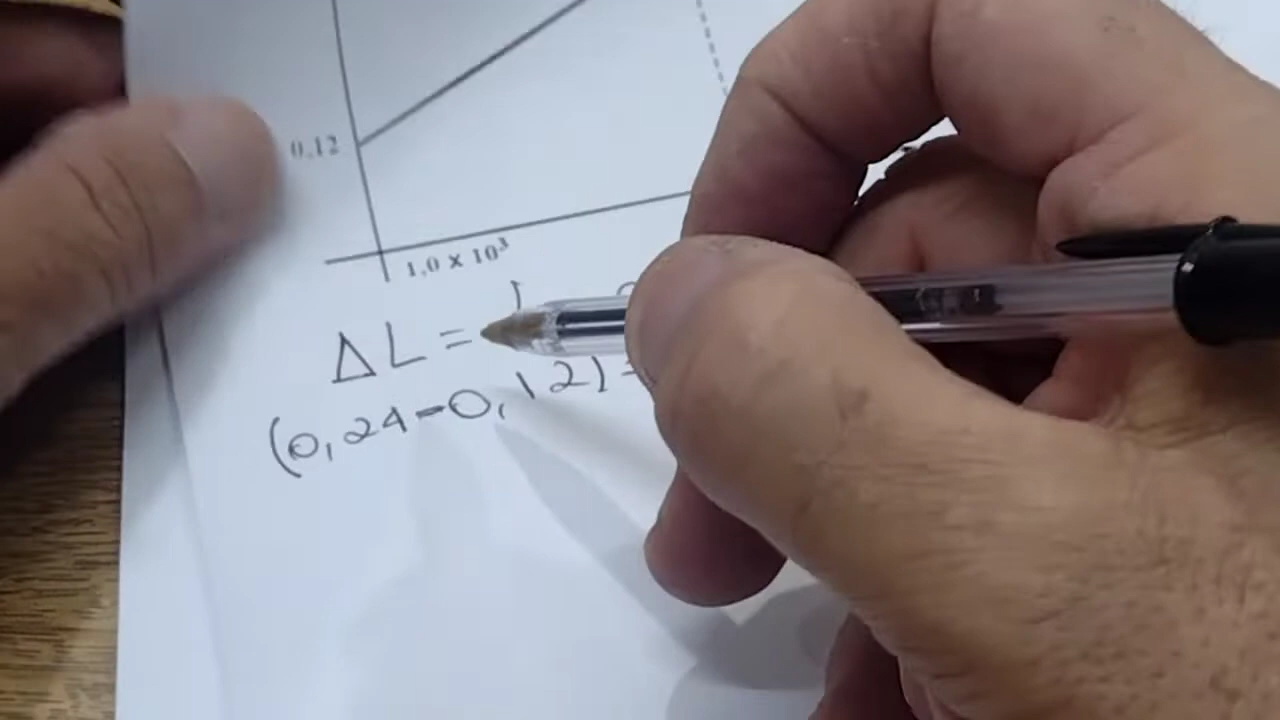 0,12
1,0 x 10³
ΔL =
(0,24-0,12) =